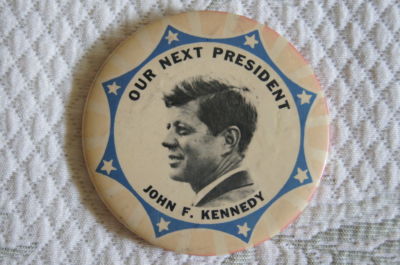 OUR NEXT PRESIDENT
JOHN F. KENNEDY